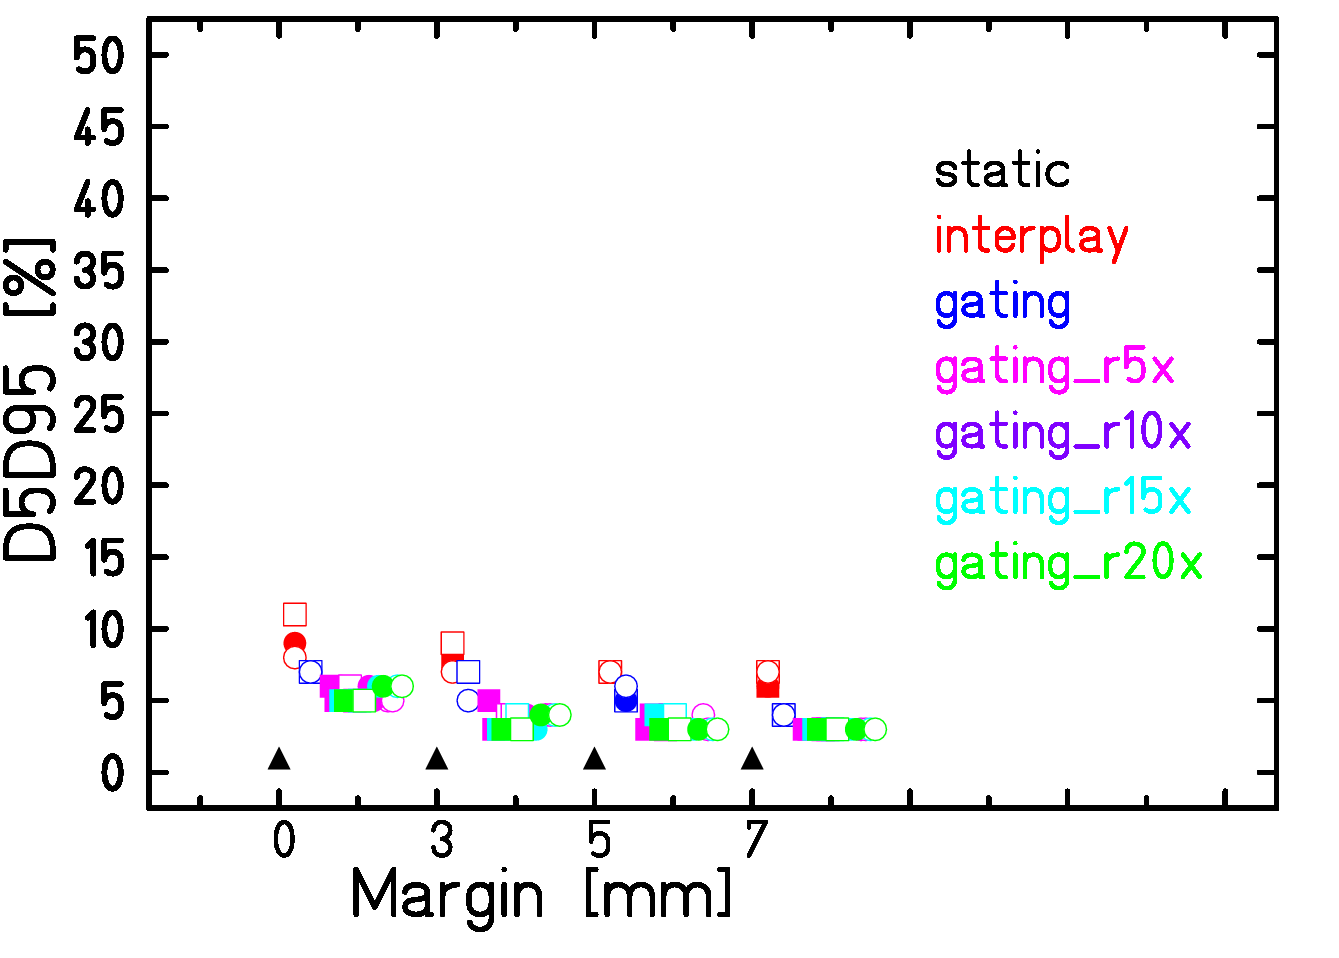 50
45
40
35
30
25
20
15
10
5
0
D5D95 [%]
static
interplay
gating
gating_r5x
gating_r10x
gating_r15x
gating_r20x
0 3 5 7
Margin [mm]